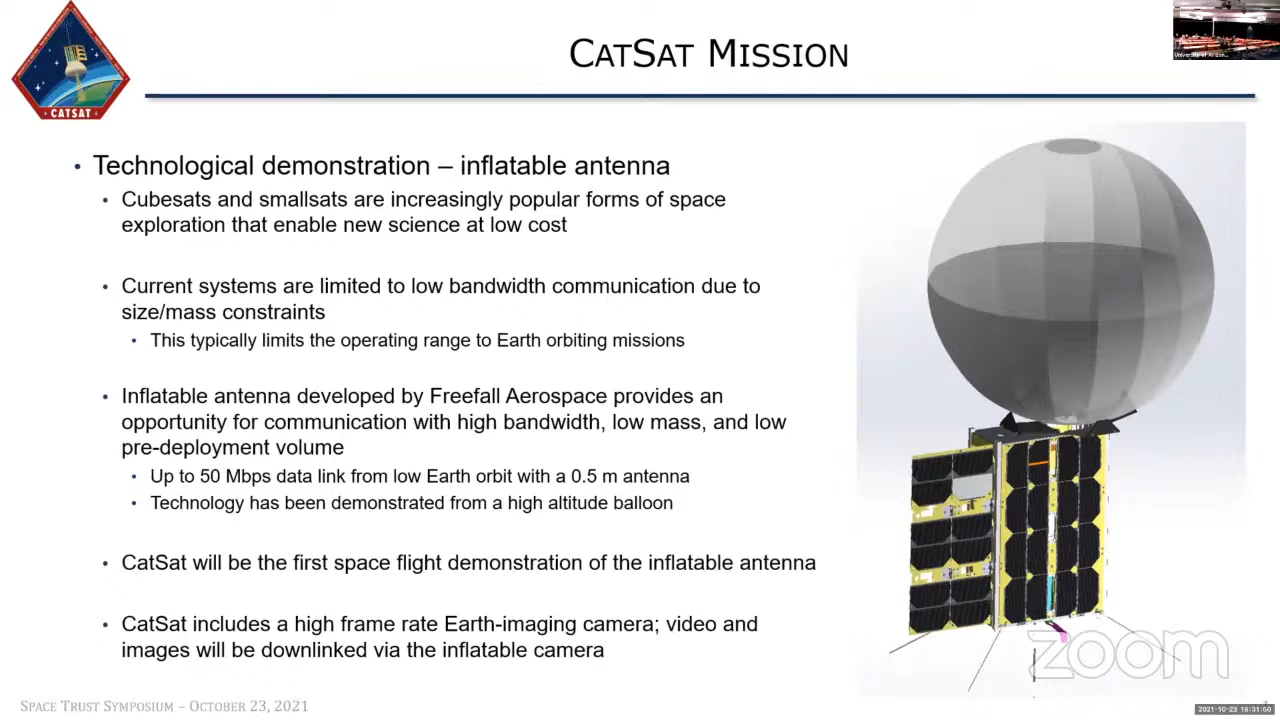 CATSAT MISSION
University of Arizon...
CATSAT
• Technological demonstration – inflatable antenna
• Cubesats and smallsats are increasingly popular forms of space
exploration that enable new science at low cost
• Current systems are limited to low bandwidth communication due to
size/mass constraints
• This typically limits the operating range to Earth orbiting missions
• Inflatable antenna developed by Freefall Aerospace provides an
opportunity for communication with high bandwidth, low mass, and low
pre-deployment volume
• Up to 50 Mbps data link from low Earth orbit with a 0.5 m antenna
• Technology has been demonstrated from a high altitude balloon
• CatSat will be the first space flight demonstration of the inflatable antenna
• CatSat includes a high frame rate Earth-imaging camera; video and
images will be downlinked via the inflatable camera
zoom
SPACE TRUST SYMPOSIUM – OCTOBER 23, 2021
2021-10-23 18:31:50